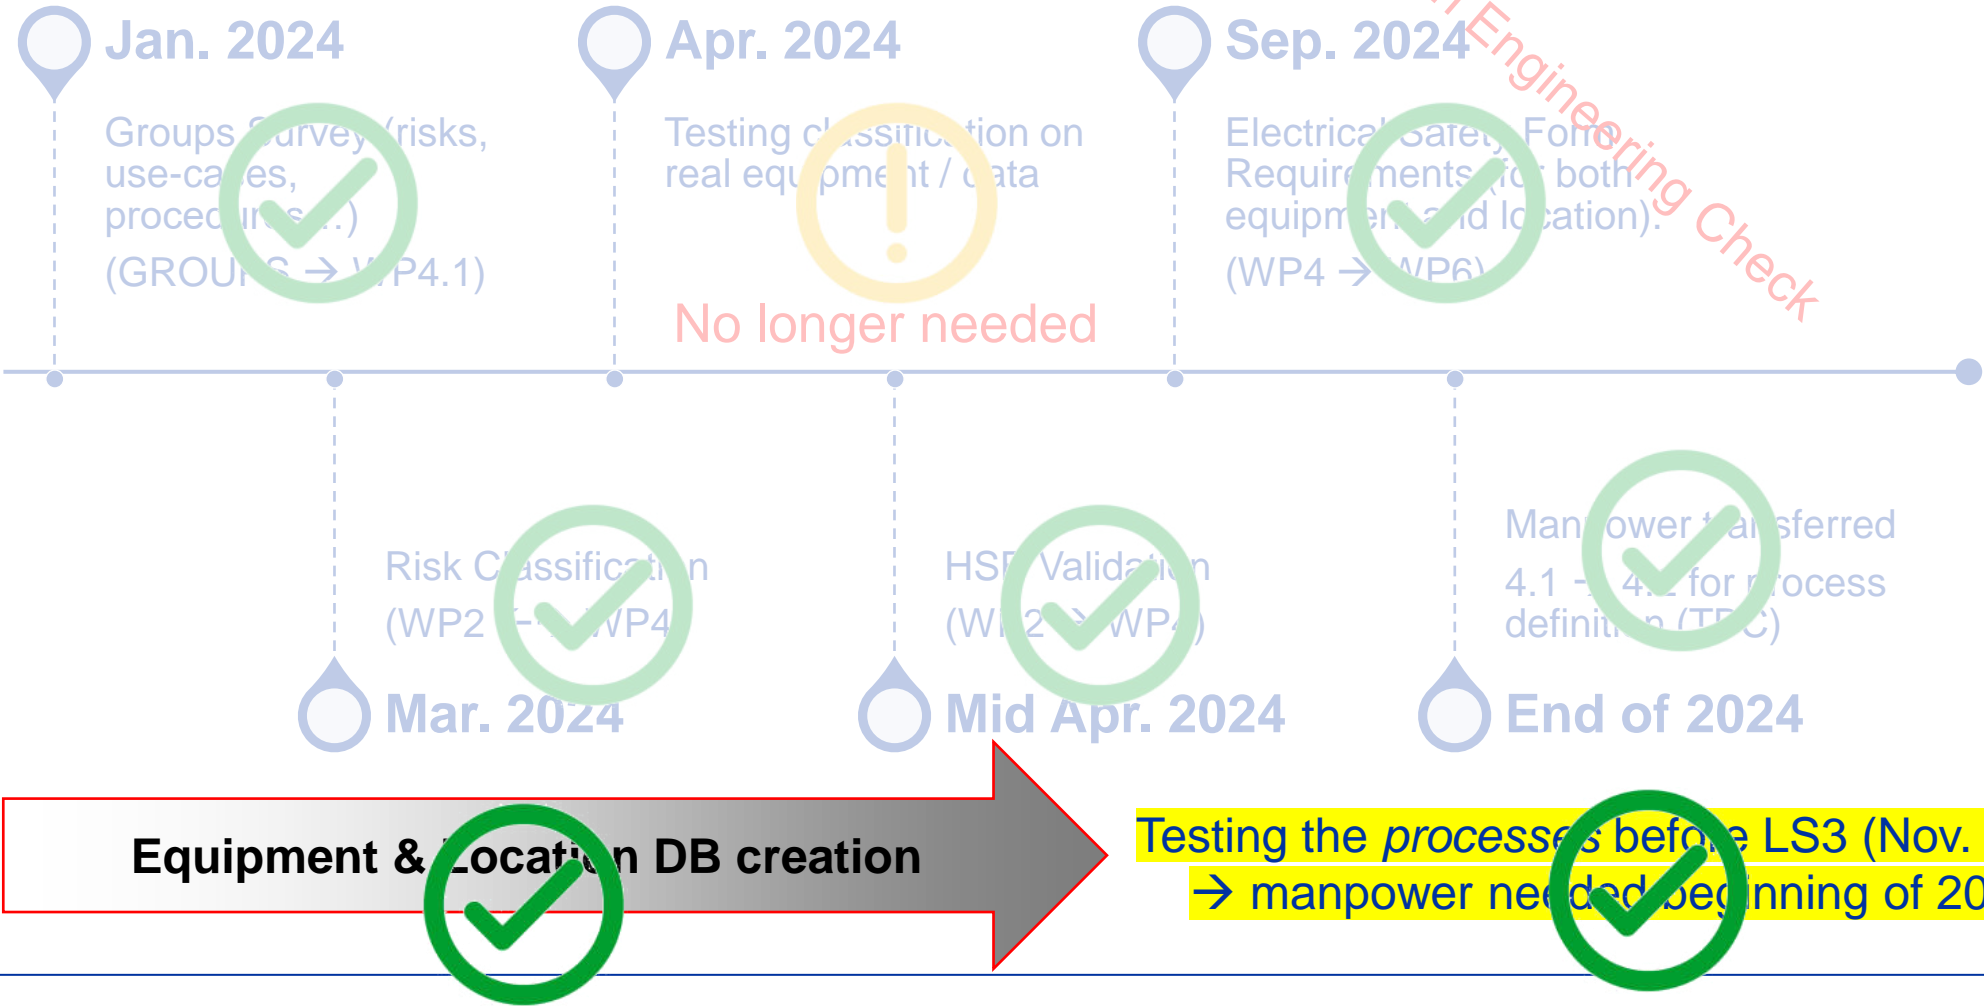 Jan. 2024
Groups Survey (risks,
use-cases,
procedures…)
(GROUPS → WP4.1)
Apr. 2024
Testing classification on
real equipment / data
No longer needed
Sep. 2024
Electrical Safety Form
Requirements (for both
equipment and location).
(WP4 → WP6)
Engineering Check
Risk Classification
(WP2 WP4
Mar. 2024
HSE Validation
(WP2 → WP4)
Mid Apr. 2024
Manpower transferred
4.1 → 4.2 for process
definition
End of 2024
Equipment & Location DB creation
Testing the processes before LS3 (Nov.
→ manpower needed beginning of